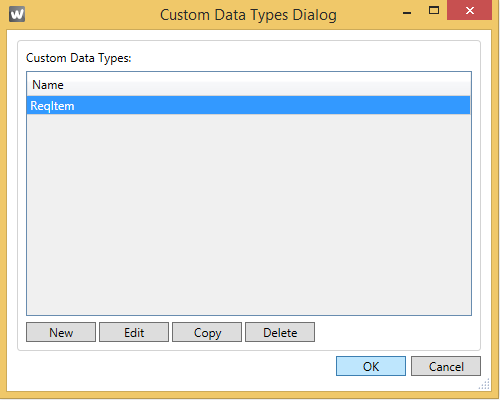 W Custom Data Types Dialog
Custom Data Types:
Name
ReqItem
New Edit Copy Delete
OK Cancel